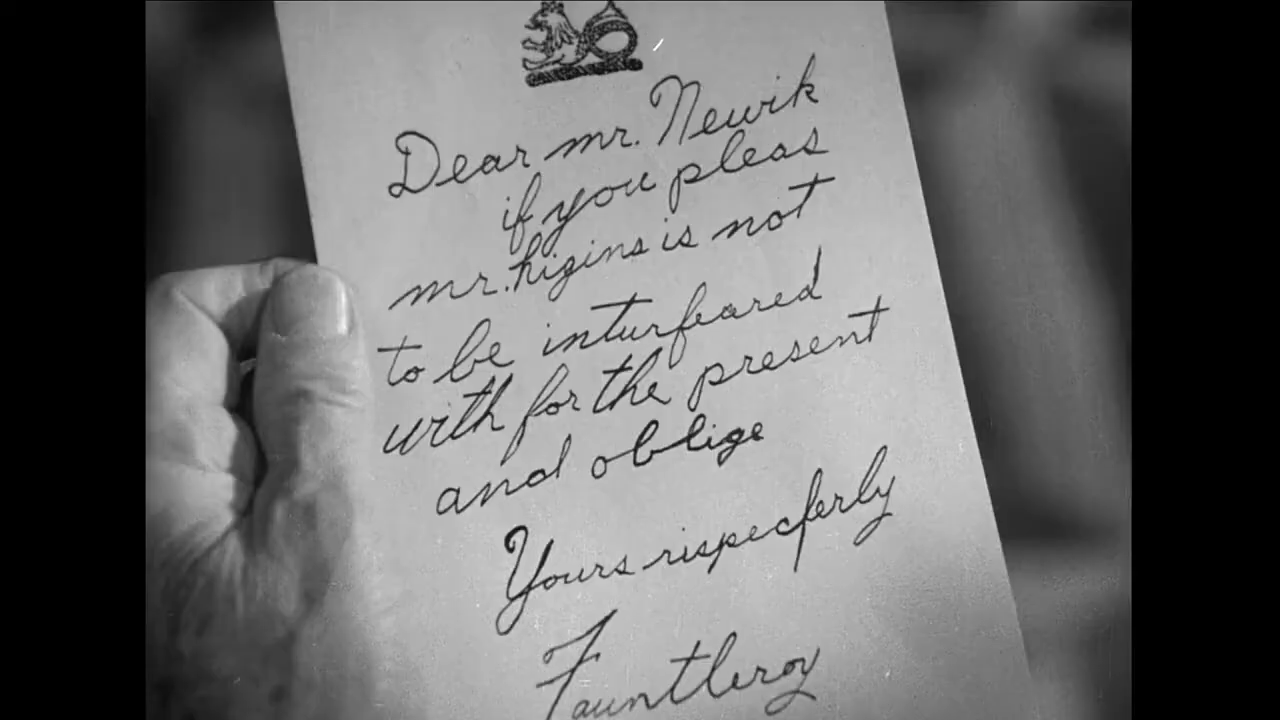 Dear mr. Newik
if you pleas
mr. higins is not
to be inturfeared
with for the present
and oblige
Yours rispecferly
Fauntleroy